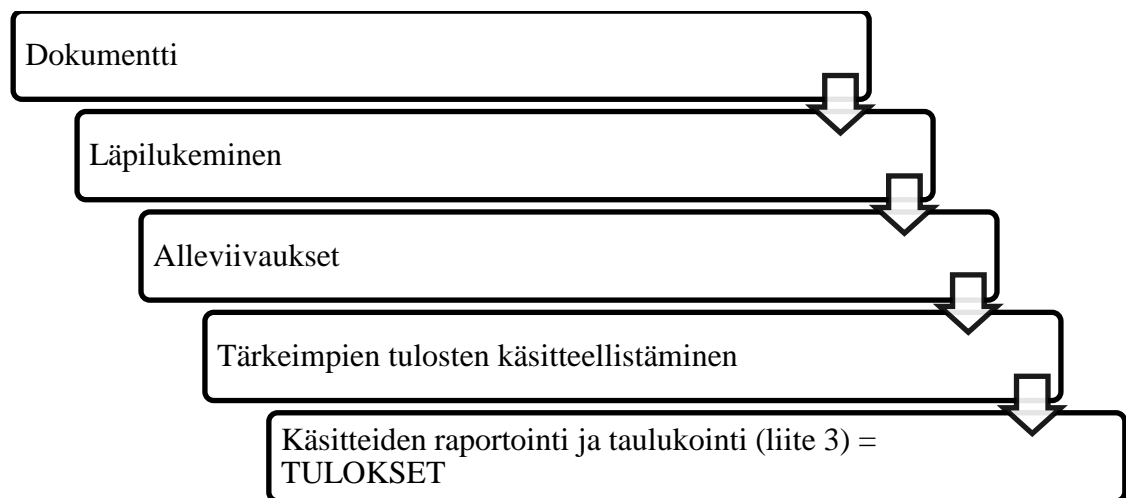 Dokumentti
Läpilukeminen
Alleviivaukset
Tärkeimpien tulosten käsitteellistäminen
Käsitteiden raportointi ja taulukointi (liite 3) =
TULOKSET